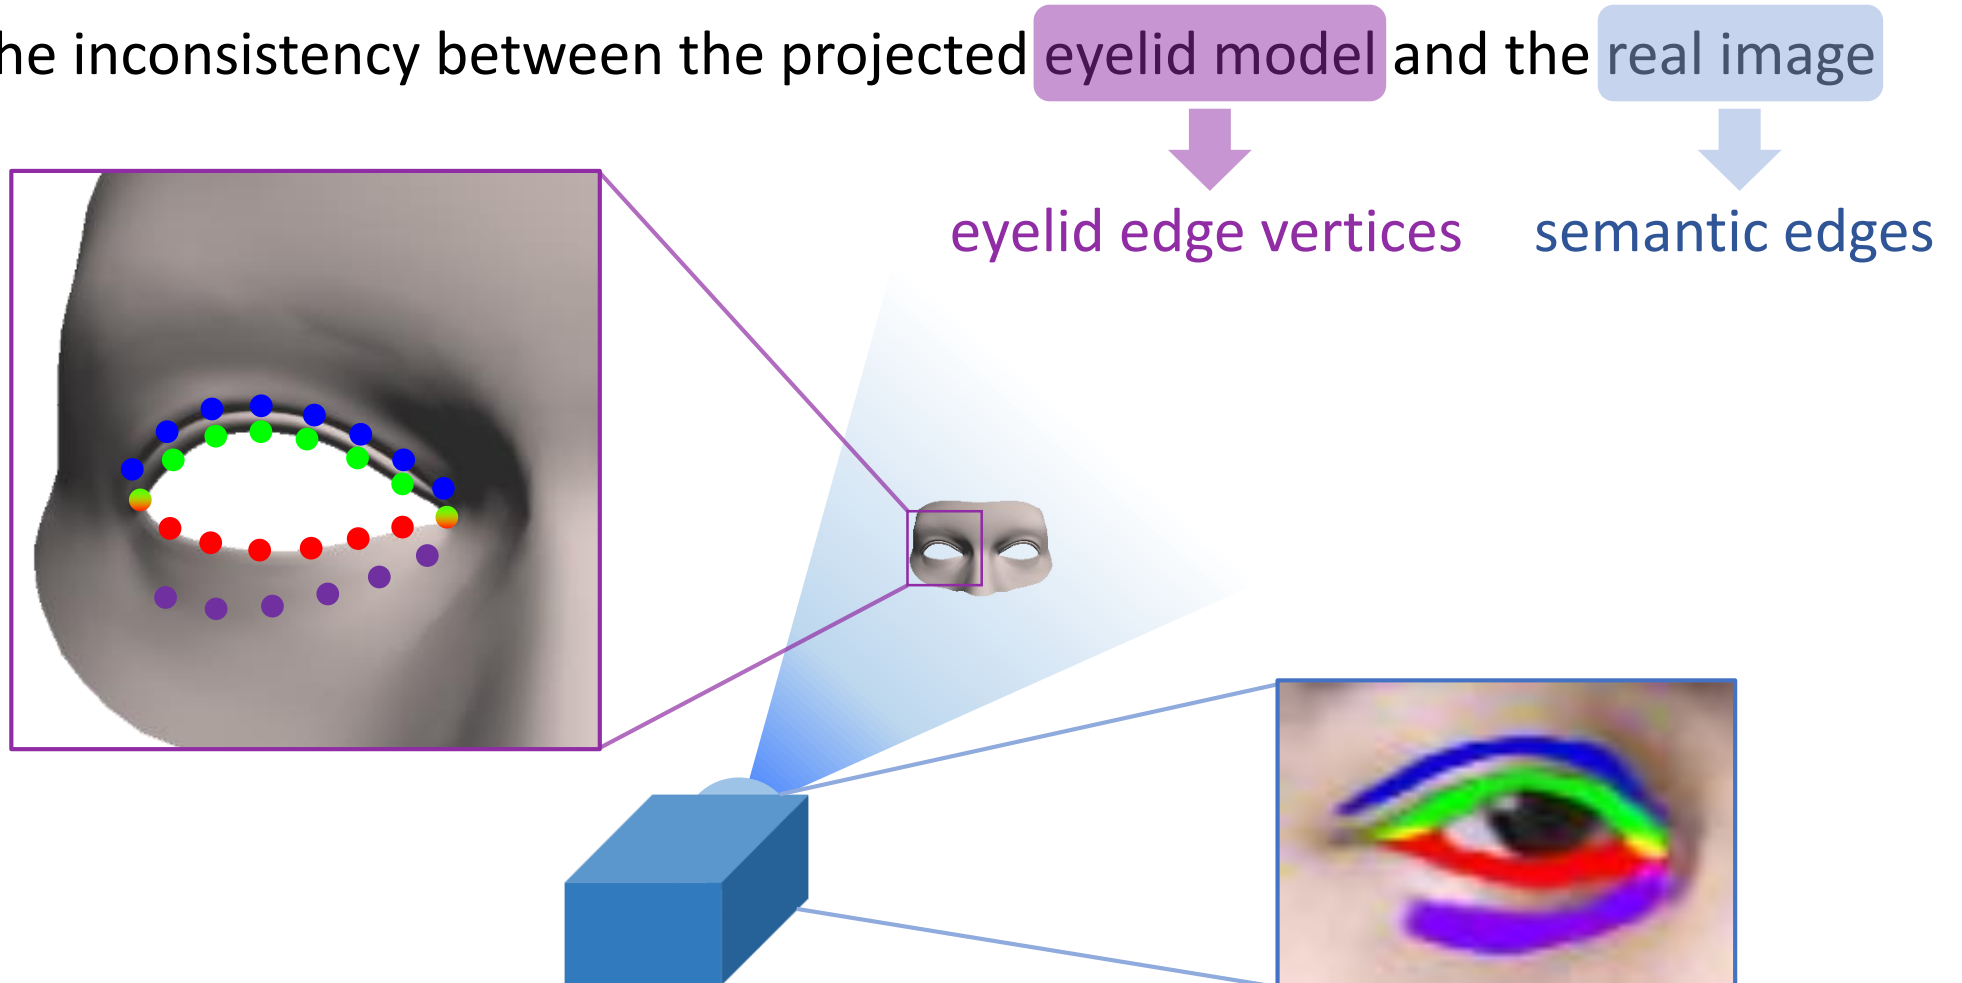 he inconsistency between the projected eyelid model and the real image
eyelid edge vertices semantic edges